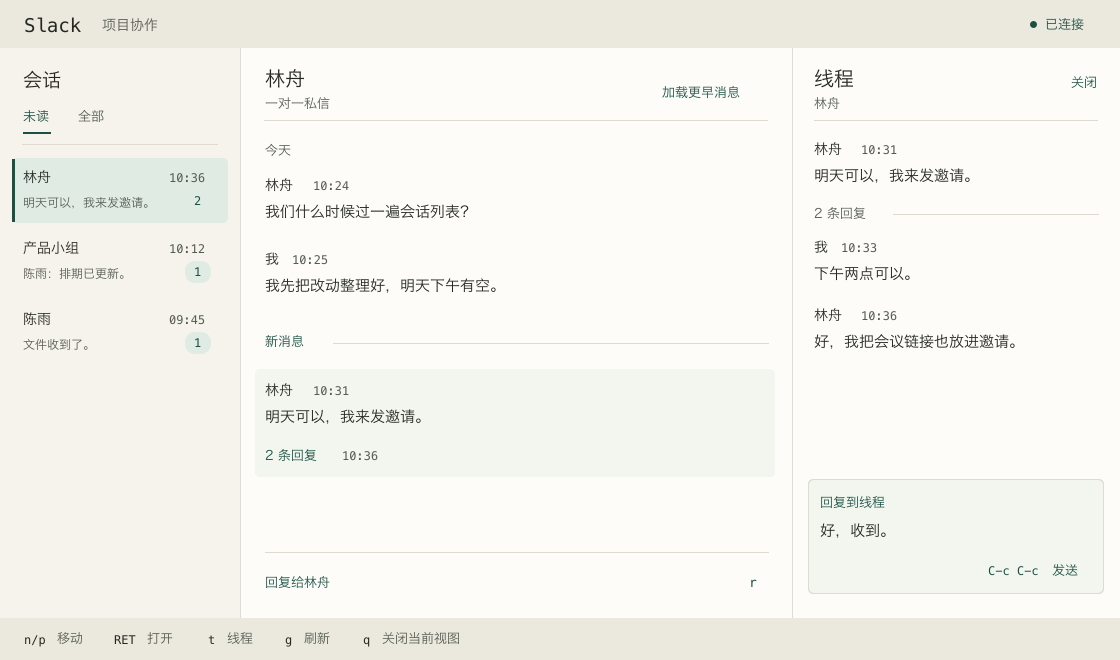 Slack 项目协作
已连接
会话
未读 全部
林舟 10:36
明天可以，我来发邀请。 2
产品小组 10:12
陈雨：排期已更新。 1
陈雨 09:45
文件收到了。 1
林舟
一对一私信
加载更早消息
今天
林舟 10:24
我们什么时候过一遍会话列表？
我 10:25
我先把改动整理好，明天下午有空。
新消息
林舟 10:31
明天可以，我来发邀请。
2 条回复 10:36
回复给林舟 r
线程
关闭
林舟
林舟 10:31
明天可以，我来发邀请。
2 条回复
我 10:33
下午两点可以。
林舟 10:36
好，我把会议链接也放进邀请。
回复到线程
好，收到。
C-c C-c 发送
n/p 移动 RET 打开 t 线程 g 刷新 q 关闭当前视图